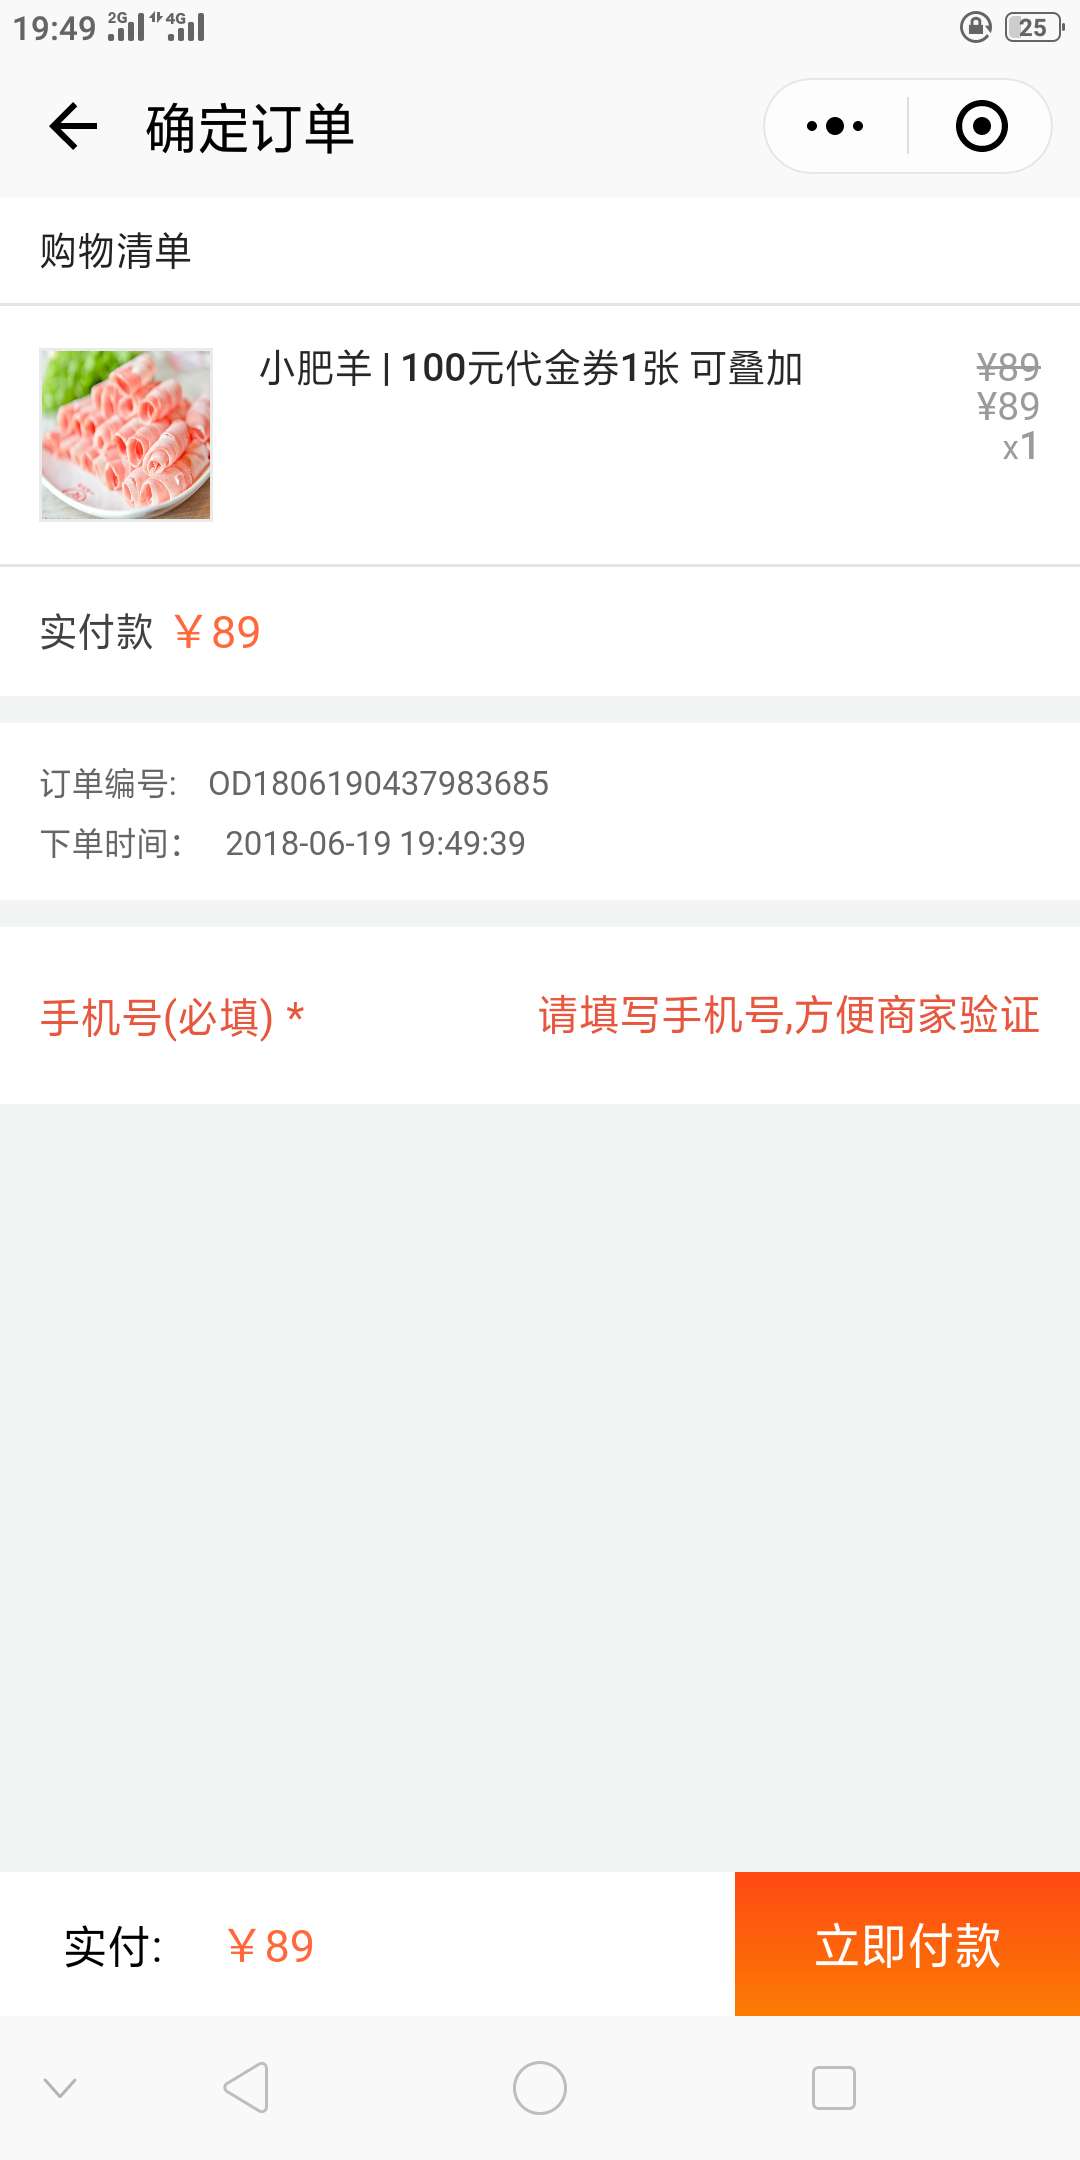 19:49 2G 4G 25
确定订单
购物清单
小肥羊 | 100元代金券1张 可叠加
¥89
¥89
x1
实付款 ￥89
订单编号: OD1806190437983685
下单时间： 2018-06-19 19:49:39
手机号(必填) * 请填写手机号,方便商家验证
实付: ￥89
立即付款